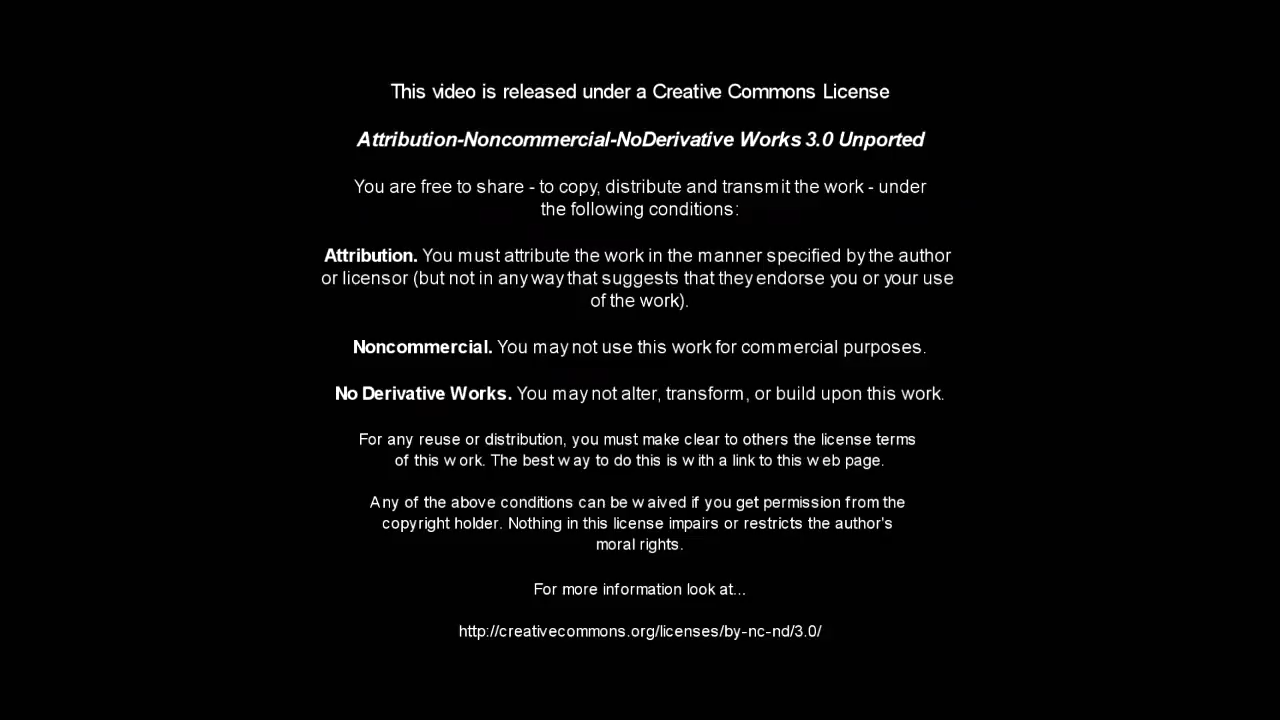 This video is released under a Creative Commons License
Attribution-Noncommercial-NoDerivative Works 3.0 Unported
You are free to share - to copy, distribute and transmit the work - under
the following conditions:
Attribution. You must attribute the work in the manner specified by the author
or licensor (but not in any way that suggests that they endorse you or your use
of the work).
Noncommercial. You may not use this work for commercial purposes.
No Derivative Works. You may not alter, transform, or build upon this work.
For any reuse or distribution, you must make clear to others the license terms
of this work. The best way to do this is with a link to this web page.
Any of the above conditions can be waived if you get permission from the
copyright holder. Nothing in this license impairs or restricts the author's
moral rights.
For more information look at...
http://creativecommons.org/licenses/by-nc-nd/3.0/